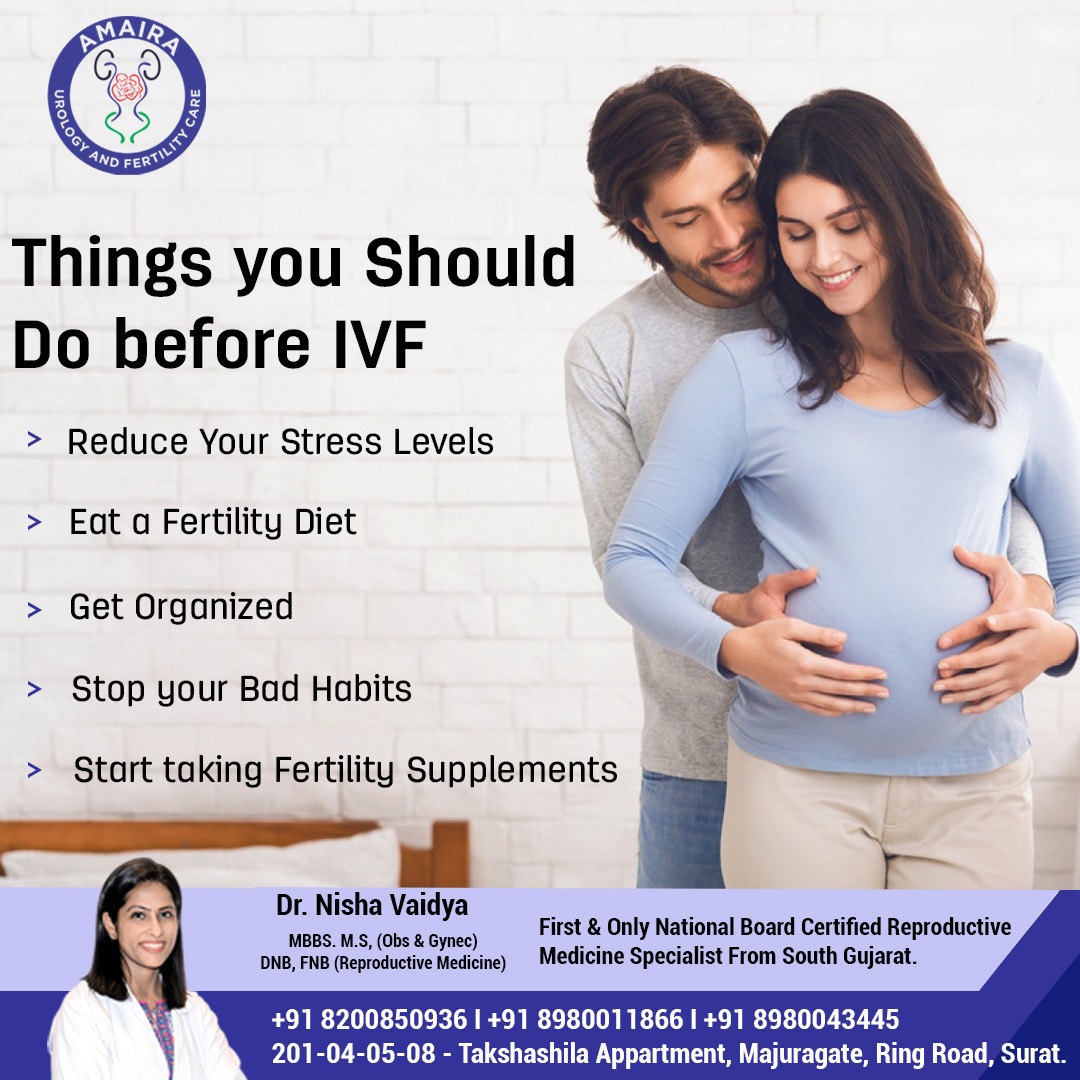 AMAIRA
UROLOGY AND FERTILITY CARE
Things you Should
Do before IVF
> Reduce Your Stress Levels
> Eat a Fertility Diet
> Get Organized
> Stop your Bad Habits
> Start taking Fertility Supplements
Dr. Nisha Vaidya
MBBS. M.S, (Obs & Gynec)
DNB, FNB (Reproductive Medicine)
First & Only National Board Certified Reproductive
Medicine Specialist From South Gujarat.
+91 8200850936 I +91 8980011866 I +91 8980043445
201-04-05-08 - Takshashila Appartment, Majuragate, Ring Road, Surat.